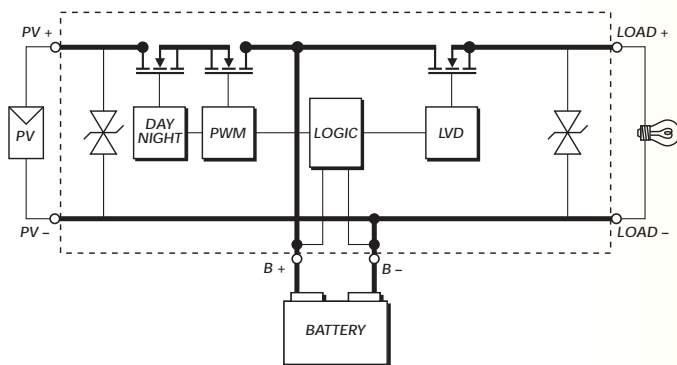 PV + LOAD +
PV DAY NIGHT PWM LOGIC LVD
PV – LOAD –
B + B –
BATTERY